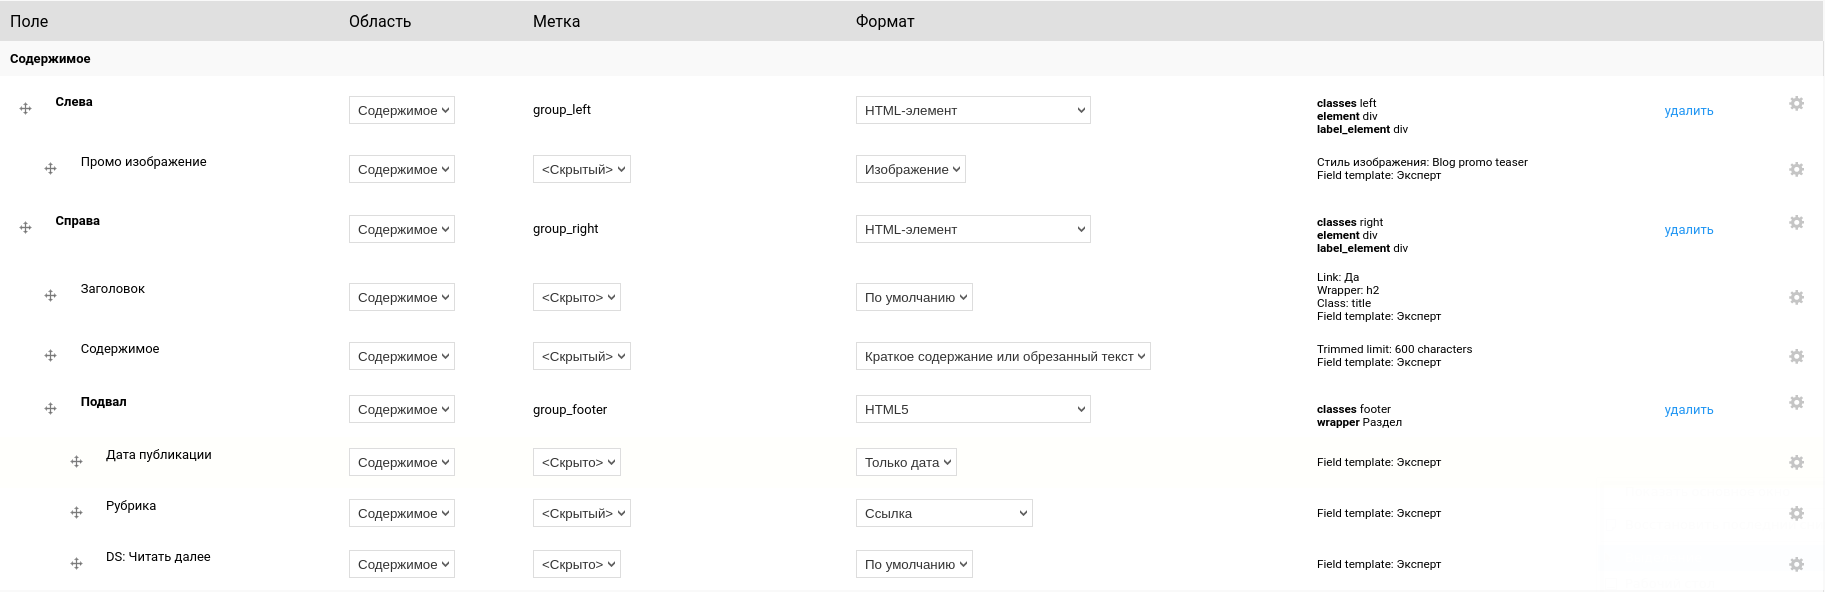 Поле Область Метка Формат
Содержимое
Слева Содержимое group_left HTML-элемент classes left
element div
label_element div удалить
Промо изображение Содержимое <Скрытый> Изображение Стиль изображения: Blog promo teaser
Field template: Эксперт
Справа Содержимое group_right HTML-элемент classes right
element div
label_element div удалить
Заголовок Содержимое <Скрыто> По умолчанию Link: Да
Wrapper: h2
Class: title
Field template: Эксперт
Содержимое Содержимое <Скрытый> Краткое содержание или обрезанный текст Trimmed limit: 600 characters
Field template: Эксперт
Подвал Содержимое group_footer HTML5 classes footer
wrapper Раздел удалить
Дата публикации Содержимое <Скрыто> Только дата Field template: Эксперт
Рубрика Содержимое <Скрытый> Ссылка Field template: Эксперт
DS: Читать далее Содержимое <Скрыто> По умолчанию Field template: Эксперт